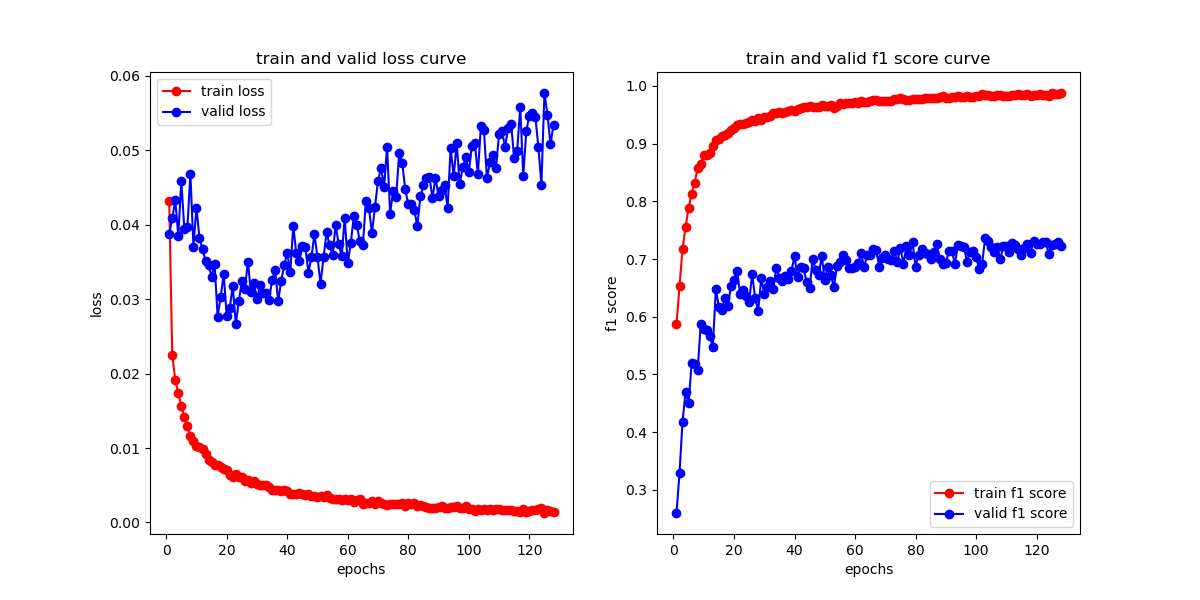 train and valid loss curve
train loss
valid loss
0.06
0.05
0.04
0.03
0.02
0.01
0.00
loss
0 20 40 60 80 100 120
epochs
train and valid f1 score curve
1.0
0.9
0.8
0.7
0.6
0.5
0.4
0.3
f1 score
train f1 score
valid f1 score
0 20 40 60 80 100 120
epochs